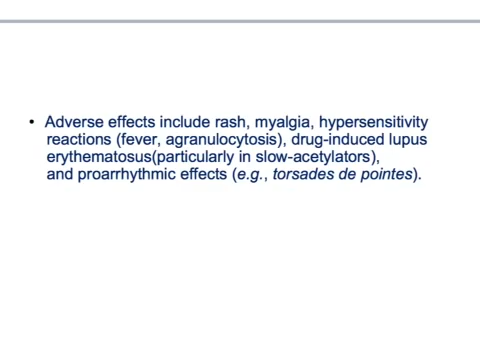 • Adverse effects include rash, myalgia, hypersensitivity
reactions (fever, agranulocytosis), drug-induced lupus
erythematosus(particularly in slow-acetylators),
and proarrhythmic effects (e.g., torsades de pointes).